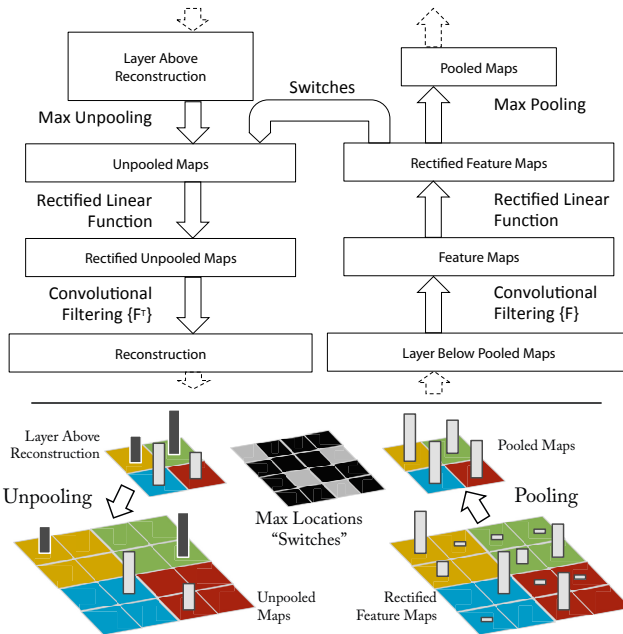 Layer Above
Reconstruction
Pooled Maps
Switches
Max Unpooling
Max Pooling
Unpooled Maps
Rectified Feature Maps
Rectified Linear
Function
Rectified Linear
Function
Rectified Unpooled Maps
Feature Maps
Convolutional
Filtering {Fᵀ}
Convolutional
Filtering {F}
Reconstruction
Layer Below Pooled Maps
Layer Above
Reconstruction
Pooled Maps
Unpooling
Max Locations
“Switches”
Pooling
Unpooled
Maps
Rectified
Feature Maps